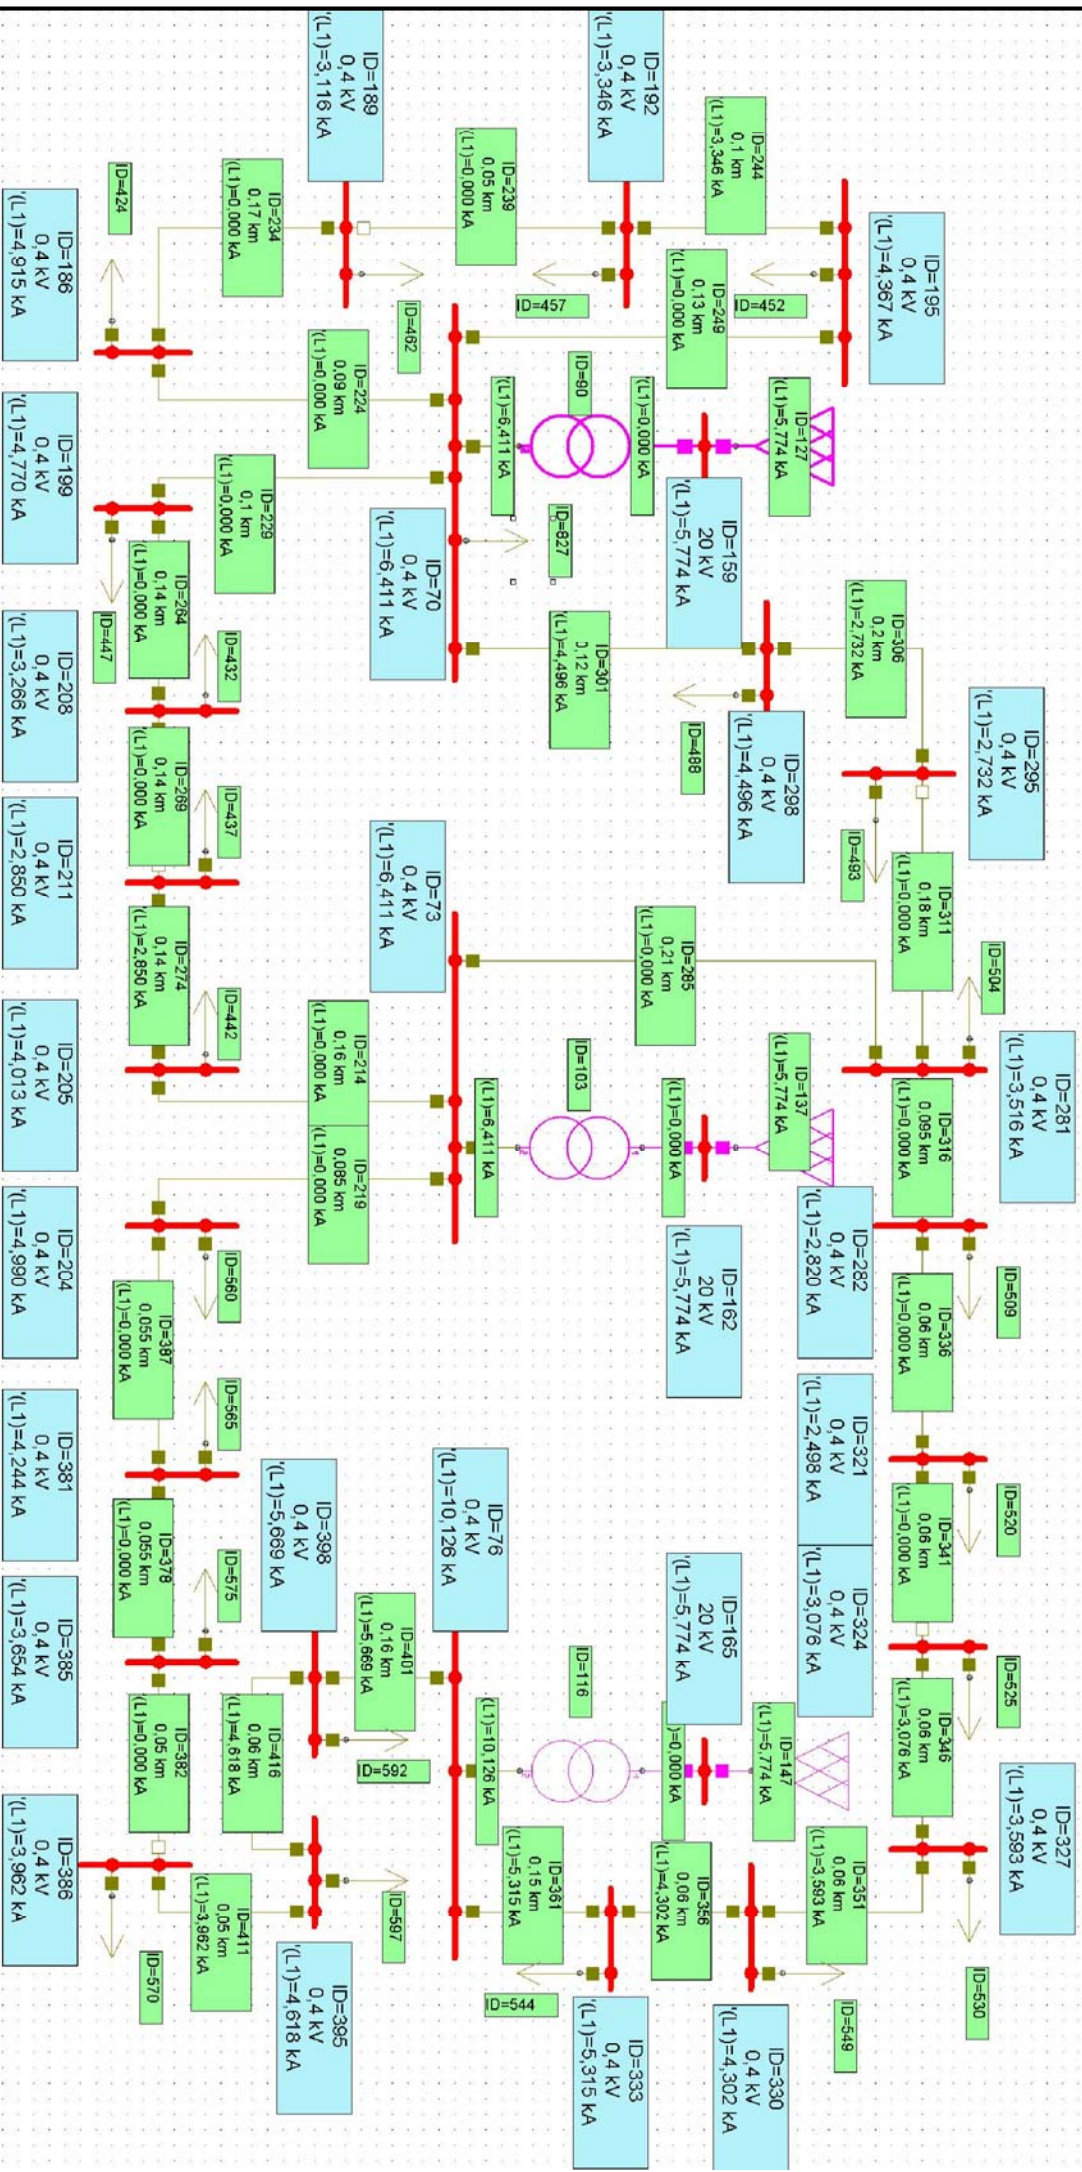 ID=281
0,4 kV
'(L1)=3,516 kA
ID=327
0,4 kV
'(L1)=3,593 kA
ID=295
0,4 kV
'(L1)=2,732 kA
ID=504
ID=509
ID=520
ID=525
ID=530
ID=311
0,18 km
'(L1)=0,000 kA
ID=316
0,095 km
'(L1)=0,000 kA
ID=336
0,06 km
'(L1)=0,000 kA
ID=341
0,06 km
'(L1)=0,000 kA
ID=346
0,06 km
'(L1)=3,076 kA
ID=195
0,4 kV
'(L1)=4,367 kA
ID=306
0,2 km
'(L1)=2,732 kA
ID=493
ID=282
0,4 kV
'(L1)=2,820 kA
ID=321
0,4 kV
'(L1)=2,498 kA
ID=324
0,4 kV
'(L1)=3,076 kA
ID=351
0,06 km
'(L1)=3,593 kA
ID=549
ID=244
0,1 km
'(L1)=3,346 kA
ID=452
ID=127
'(L1)=5,774 kA
ID=298
0,4 kV
'(L1)=4,496 kA
ID=137
'(L1)=5,774 kA
ID=147
'(L1)=5,774 kA
ID=330
0,4 kV
'(L1)=4,302 kA
ID=249
0,13 km
'(L1)=0,000 kA
ID=159
20 kV
'(L1)=5,774 kA
ID=488
ID=162
20 kV
'(L1)=5,774 kA
ID=165
20 kV
'(L1)=5,774 kA
ID=356
0,06 km
'(L1)=4,302 kA
ID=192
0,4 kV
'(L1)=3,346 kA
'(L1)=0,000 kA
ID=301
0,12 km
'(L1)=4,496 kA
ID=285
0,21 km
'(L1)=0,000 kA
'(L1)=0,000 kA
)=0,000 kA
ID=333
0,4 kV
'(L1)=5,315 kA
ID=457
ID=90
ID=827
ID=103
ID=116
ID=361
0,15 km
'(L1)=5,315 kA
ID=544
ID=239
0,05 km
'(L1)=0,000 kA
'(L1)=6,411 kA
'(L1)=6,411 kA
'(L1)=10,126 kA
ID=462
ID=70
0,4 kV
'(L1)=6,411 kA
ID=73
0,4 kV
'(L1)=6,411 kA
ID=76
0,4 kV
'(L1)=10,126 kA
ID=189
0,4 kV
'(L1)=3,116 kA
ID=224
0,09 km
'(L1)=0,000 kA
ID=214
0,16 km
'(L1)=0,000 kA
ID=219
0,085 km
'(L1)=0,000 kA
ID=401
0,16 km
'(L1)=5,669 kA
ID=592
ID=597
ID=398
0,4 kV
'(L1)=5,669 kA
ID=395
0,4 kV
'(L1)=4,618 kA
ID=234
0,17 km
'(L1)=0,000 kA
ID=229
0,1 km
'(L1)=0,000 kA
ID=416
0,06 km
'(L1)=4,618 kA
ID=411
0,05 km
'(L1)=3,962 kA
ID=432
ID=437
ID=442
ID=560
ID=565
ID=575
ID=264
0,14 km
'(L1)=0,000 kA
ID=269
0,14 km
'(L1)=0,000 kA
ID=274
0,14 km
'(L1)=2,850 kA
ID=387
0,055 km
'(L1)=0,000 kA
ID=378
0,055 km
'(L1)=0,000 kA
ID=382
0,05 km
'(L1)=0,000 kA
ID=424
ID=447
ID=570
ID=186
0,4 kV
'(L1)=4,915 kA
ID=199
0,4 kV
'(L1)=4,770 kA
ID=208
0,4 kV
'(L1)=3,266 kA
ID=211
0,4 kV
'(L1)=2,850 kA
ID=205
0,4 kV
'(L1)=4,013 kA
ID=204
0,4 kV
'(L1)=4,990 kA
ID=381
0,4 kV
'(L1)=4,244 kA
ID=385
0,4 kV
'(L1)=3,654 kA
ID=386
0,4 kV
'(L1)=3,962 kA